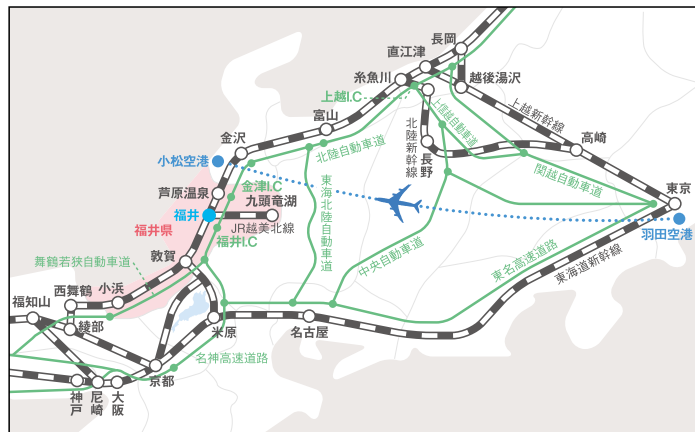 長岡
直江津
糸魚川
越後湯沢
上越I.C
上信越自動車道
上越新幹線
富山
北陸新幹線
高崎
金沢
北陸自動車道
長野
小松空港
関越自動車道
芦原温泉
金津I.C
東海北陸自動車道
九頭竜湖
東京
福井
福井県
JR越美北線
羽田空港
福井I.C
敦賀
中央自動車道
東名高速道路
東海道新幹線
舞鶴若狭自動車道
西舞鶴
小浜
福知山
綾部
米原
名古屋
名神高速道路
京都
神戸
尼崎
大阪